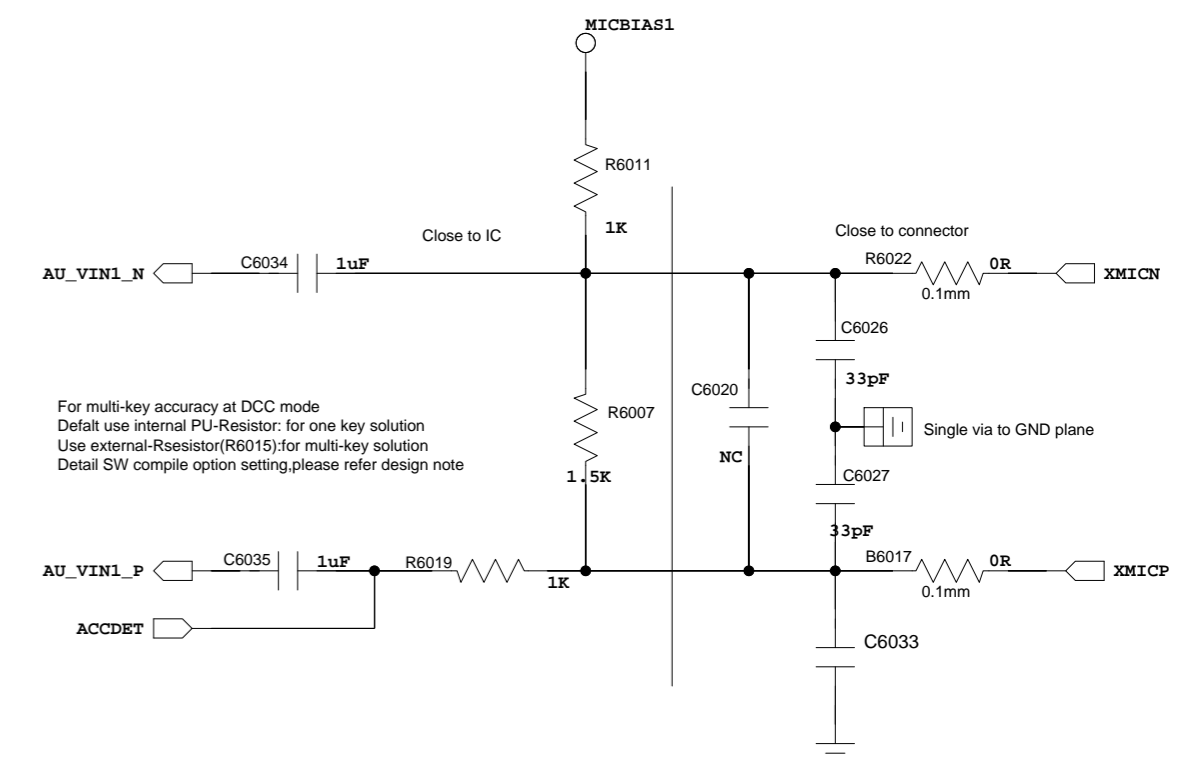 MICBIAS1
R6011
1K
Close to IC
Close to connector
C6034
1uF
R6022
0R
AU_VIN1_N
XMICN
0.1mm
C6026
33pF
C6020
For multi-key accuracy at DCC mode
Defalt use internal PU-Resistor: for one key solution
Use external-Rsesistor(R6015):for multi-key solution
Detail SW compile option setting,please refer design note
R6007
Single via to GND plane
NC
1.5K
C6027
33pF
C6035
1uF
R6019
1K
B6017
0R
AU_VIN1_P
XMICP
0.1mm
ACCDET
C6033